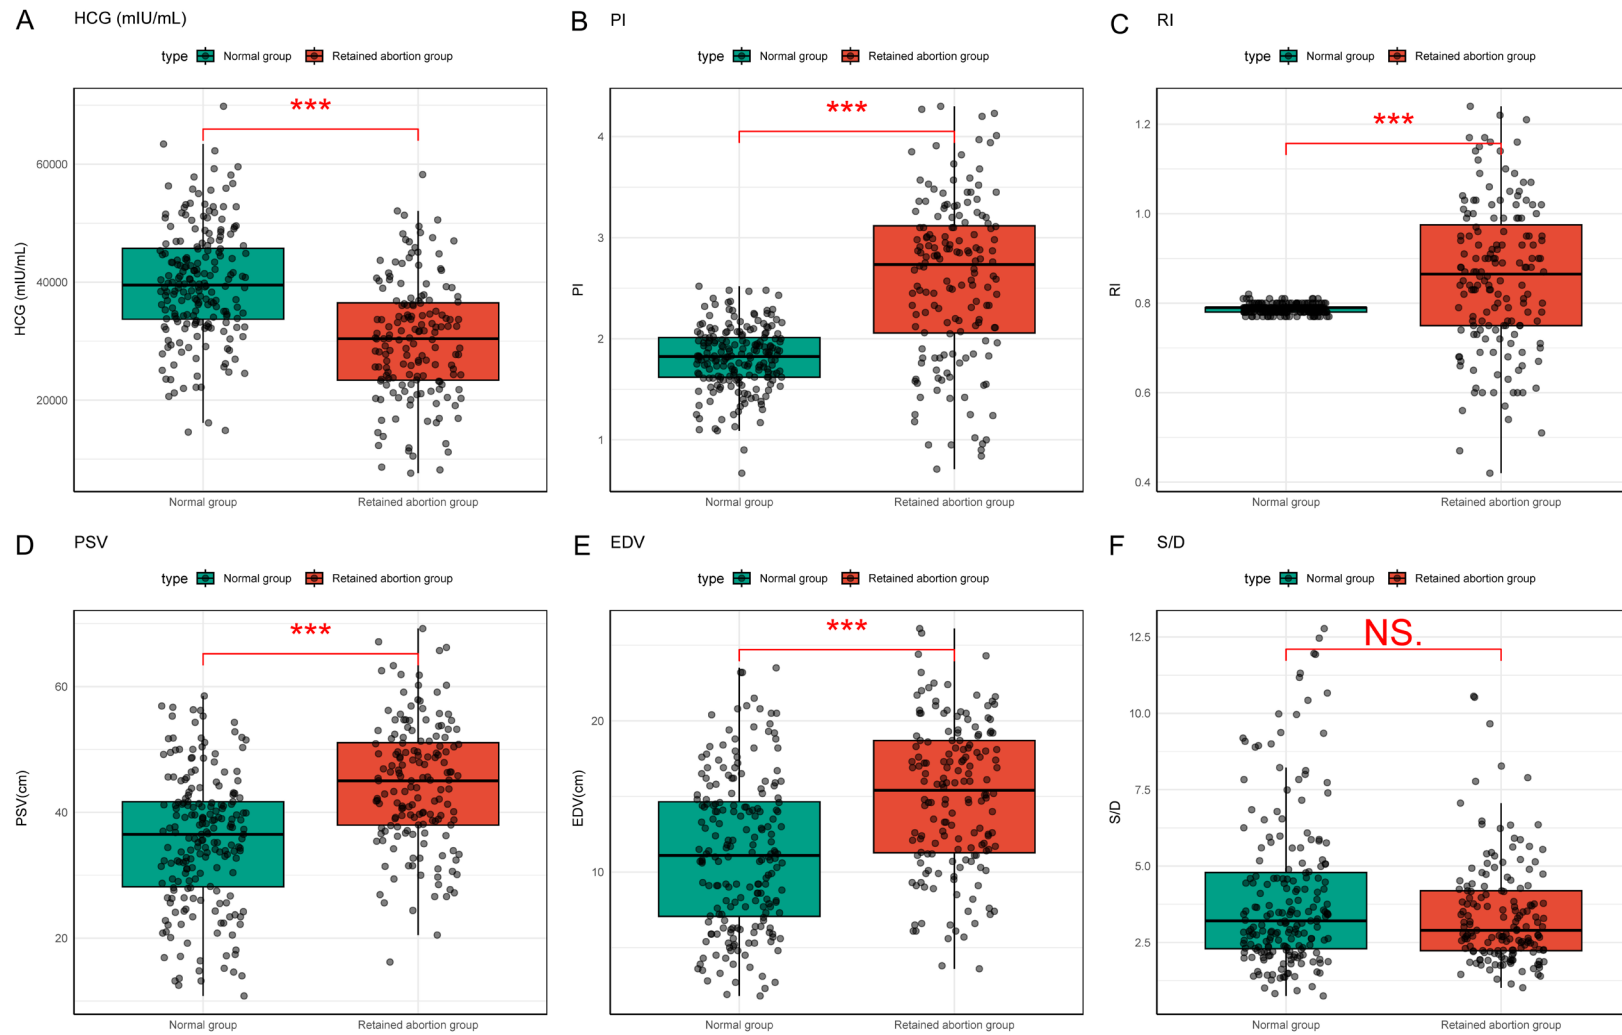 A HCG (mIU/mL)
type Normal group Retained abortion group
***
60000
40000
20000
HCG (mIU/mL)
Normal group Retained abortion group
B PI
type Normal group Retained abortion group
***
4
3
2
1
PI
Normal group Retained abortion group
C RI
type Normal group Retained abortion group
***
1.2
1.0
0.8
0.6
0.4
RI
Normal group Retained abortion group
D PSV
type Normal group Retained abortion group
***
60
40
20
PSV(cm)
Normal group Retained abortion group
E EDV
type Normal group Retained abortion group
***
20
10
EDV(cm)
Normal group Retained abortion group
F S/D
type Normal group Retained abortion group
NS.
12.5
10.0
7.5
5.0
2.5
S/D
Normal group Retained abortion group